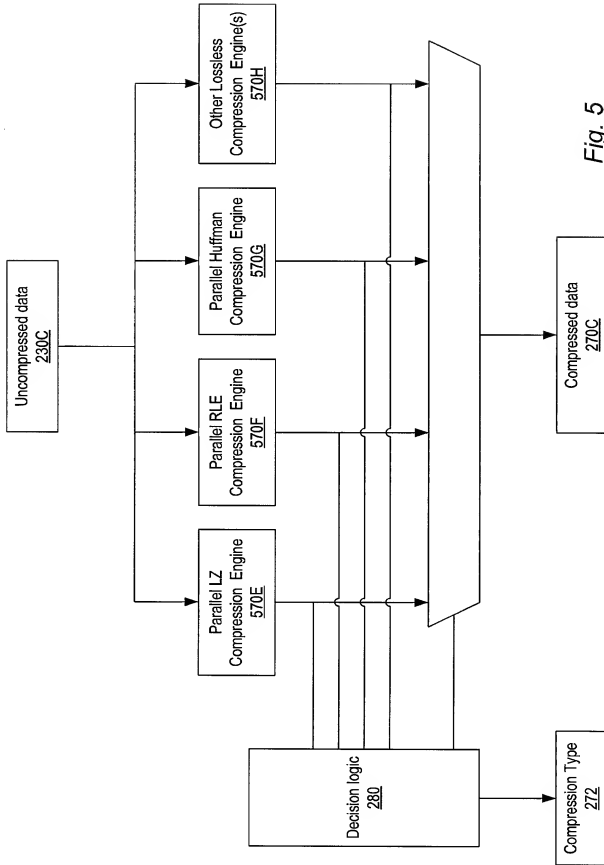 Uncompressed data
230C
Parallel LZ
Compression Engine
570E
Parallel RLE
Compression Engine
570F
Parallel Huffman
Compression Engine
570G
Other Lossless
Compression Engine(s)
570H
Decision logic
280
Compression Type
272
Compressed data
270C
Fig. 5